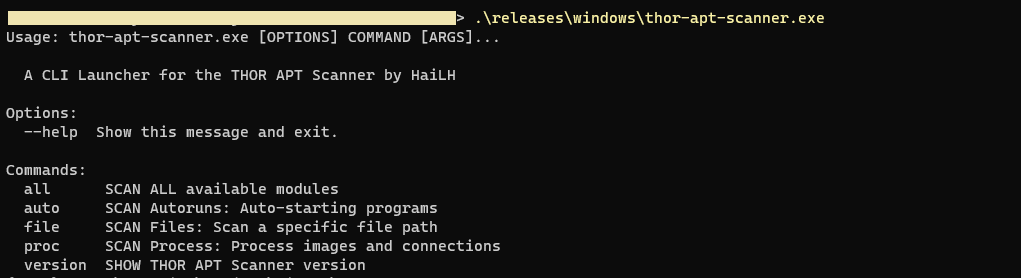 > .\releases\windows\thor-apt-scanner.exe
Usage: thor-apt-scanner.exe [OPTIONS] COMMAND [ARGS]...
A CLI Launcher for the THOR APT Scanner by HaiLH
Options:
--help  Show this message and exit.
Commands:
all      SCAN ALL available modules
auto     SCAN Autoruns: Auto-starting programs
file     SCAN Files: Scan a specific file path
proc     SCAN Process: Process images and connections
version  SHOW THOR APT Scanner version